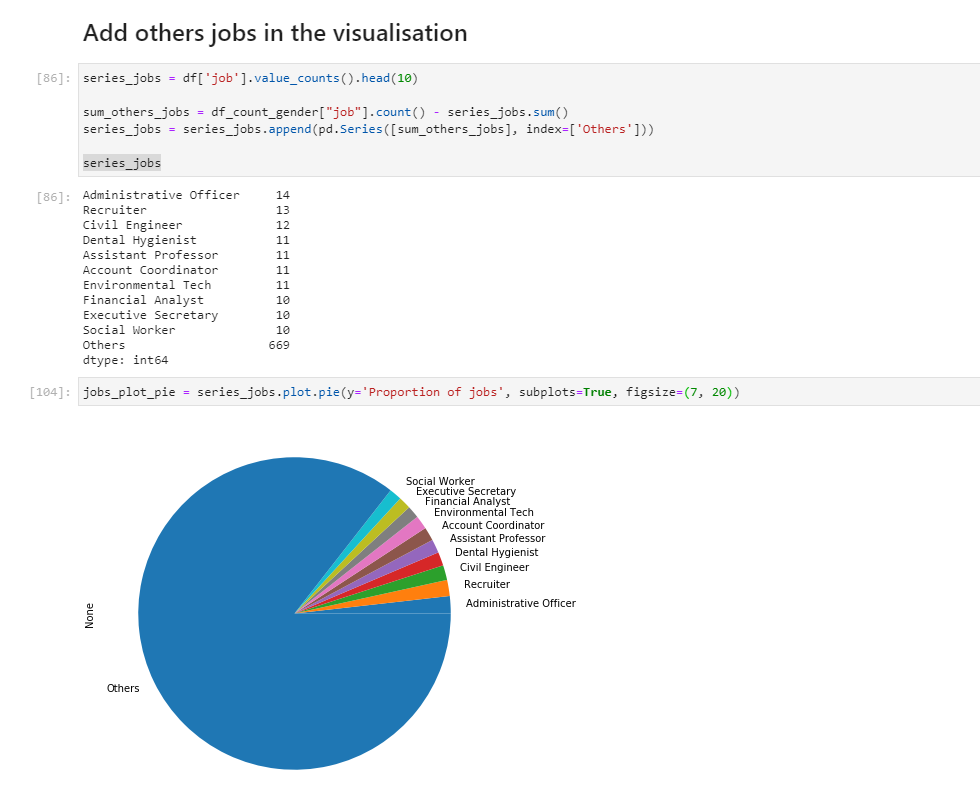 Add others jobs in the visualisation
[86]: series_jobs = df['job'].value_counts().head(10)
sum_others_jobs = df_count_gender["job"].count() - series_jobs.sum()
series_jobs = series_jobs.append(pd.Series([sum_others_jobs], index=['Others']))
series_jobs
[86]: Administrative Officer 14
Recruiter 13
Civil Engineer 12
Dental Hygienist 11
Assistant Professor 11
Account Coordinator 11
Environmental Tech 11
Financial Analyst 10
Executive Secretary 10
Social Worker 10
Others 669
dtype: int64
[104]: jobs_plot_pie = series_jobs.plot.pie(y='Proportion of jobs', subplots=True, figsize=(7, 20))
Social Worker
Executive Secretary
Financial Analyst
Environmental Tech
Account Coordinator
Assistant Professor
Dental Hygienist
Civil Engineer
Recruiter
Administrative Officer
None
Others